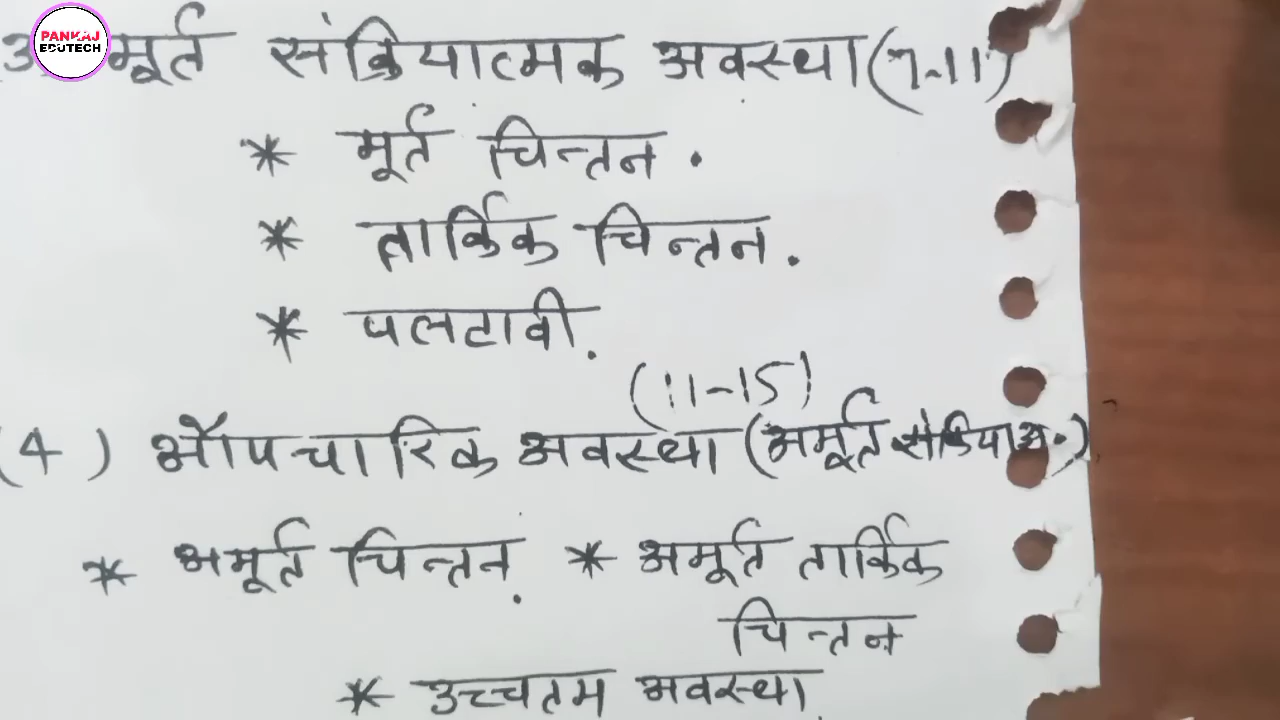 PANKAJ
EDUTECH
मूर्त संक्रियात्मक अवस्था (7-11)
* मूर्त चिन्तन.
* तार्किक चिन्तन.
* पलटावी.
(11-15)
(4) औपचारिक अवस्था (अमूर्त संक्रिया अ.)
* अमूर्त चिन्तन. * अमूर्त तार्किक
चिन्तन
* उच्चतम अवस्था.